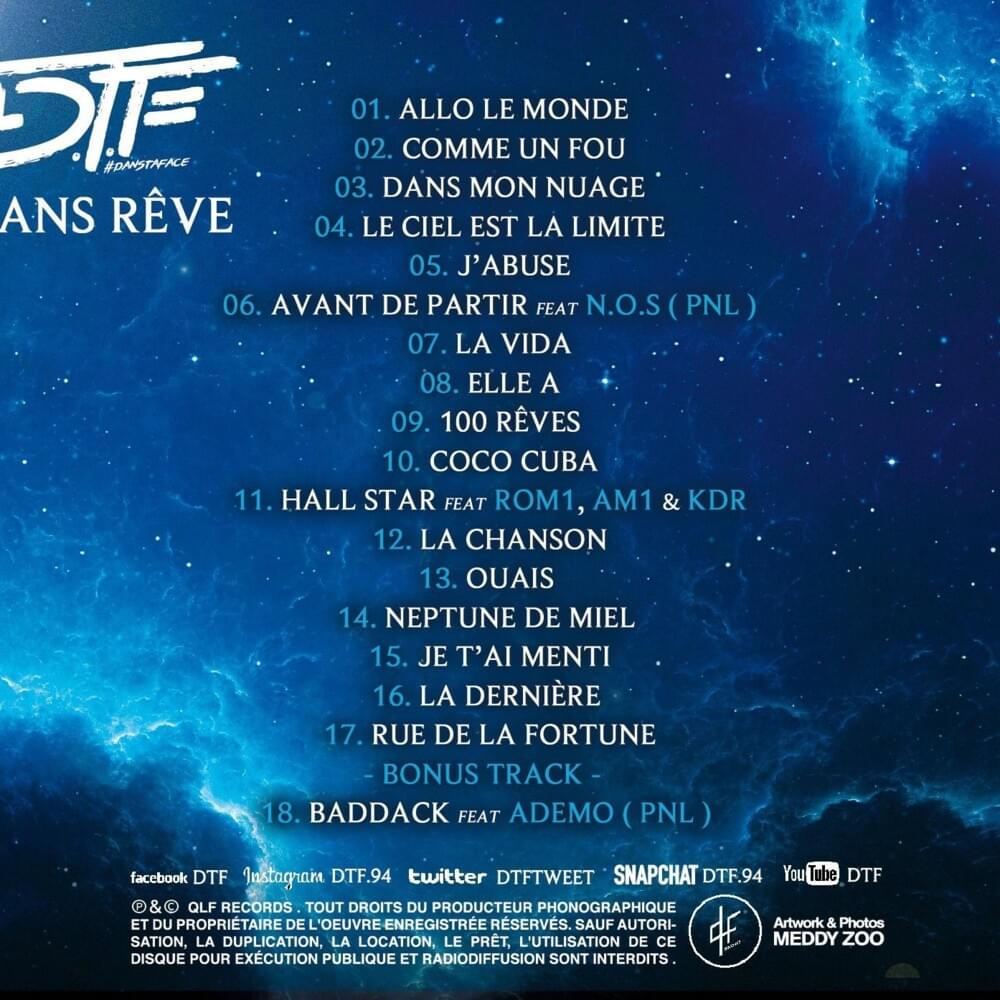 D.T.F
#DANSTAFACE
ANS RÊVE
01. ALLO LE MONDE
02. COMME UN FOU
03. DANS MON NUAGE
04. LE CIEL EST LA LIMITE
05. J'ABUSE
06. AVANT DE PARTIR FEAT N.O.S ( PNL )
07. LA VIDA
08. ELLE A
09. 100 RÊVES
10. COCO CUBA
11. HALL STAR FEAT ROM1, AM1 & KDR
12. LA CHANSON
13. OUAIS
14. NEPTUNE DE MIEL
15. JE T'AI MENTI
16. LA DERNIÈRE
17. RUE DE LA FORTUNE
- BONUS TRACK -
18. BADDACK FEAT ADEMO ( PNL )
facebook DTF Instagram DTF.94 twitter DTFTWEET SNAPCHAT DTF.94 YouTube DTF
℗ & © QLF RECORDS . TOUT DROITS DU PRODUCTEUR PHONOGRAPHIQUE
ET DU PROPRIÉTAIRE DE L'OEUVRE ENREGISTRÉE RÉSERVÉS. SAUF AUTORI-
SATION, LA DUPLICATION, LA LOCATION, LE PRÊT, L'UTILISATION DE CE
DISQUE POUR EXÉCUTION PUBLIQUE ET RADIODIFFUSION SONT INTERDITS .
Artwork & Photos
MEDDY ZOO